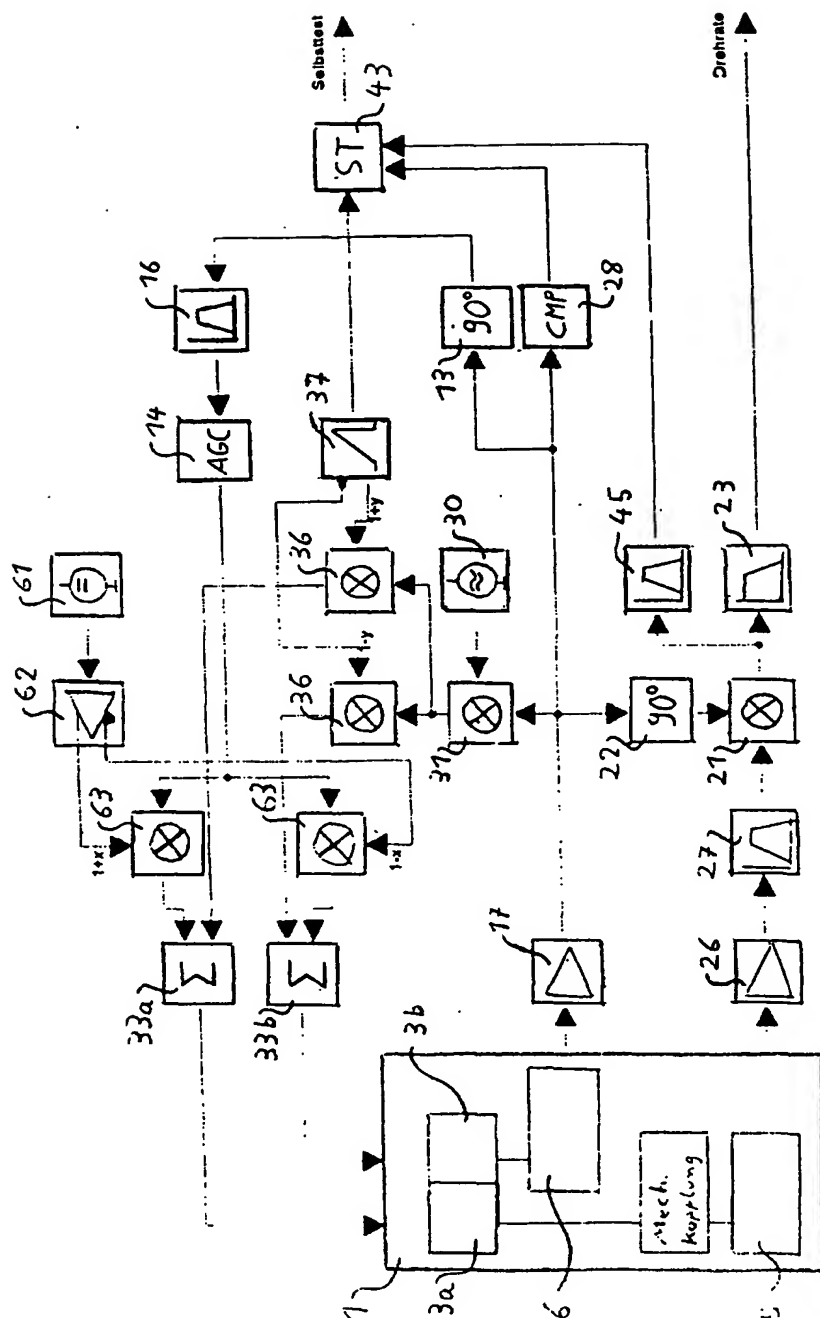 Selbsttest
43
ST
Drehrate
16
14
AGC
37
1+y
13
90°
CMP
28
61
=
36
30
≈
45
23
62
1-y
36
31
90°
22
21
63
1+x
63
1-x
27
Σ
33a
Σ
33b
17
26
3b
3a
Mech.
Kopplung
1
6